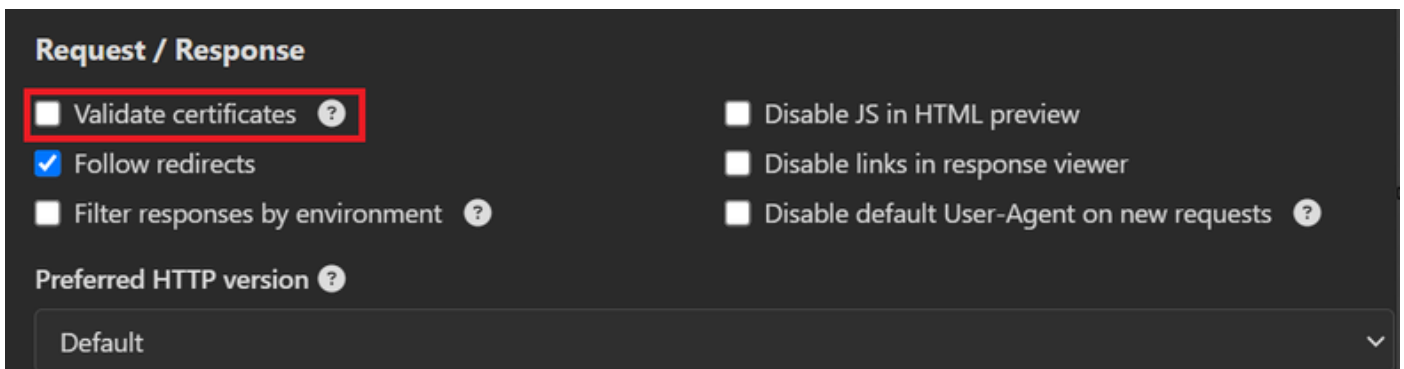 Request / Response
Validate certificates ?
Disable JS in HTML preview
Follow redirects
Disable links in response viewer
Filter responses by environment ?
Disable default User-Agent on new requests ?
Preferred HTTP version ?
Default